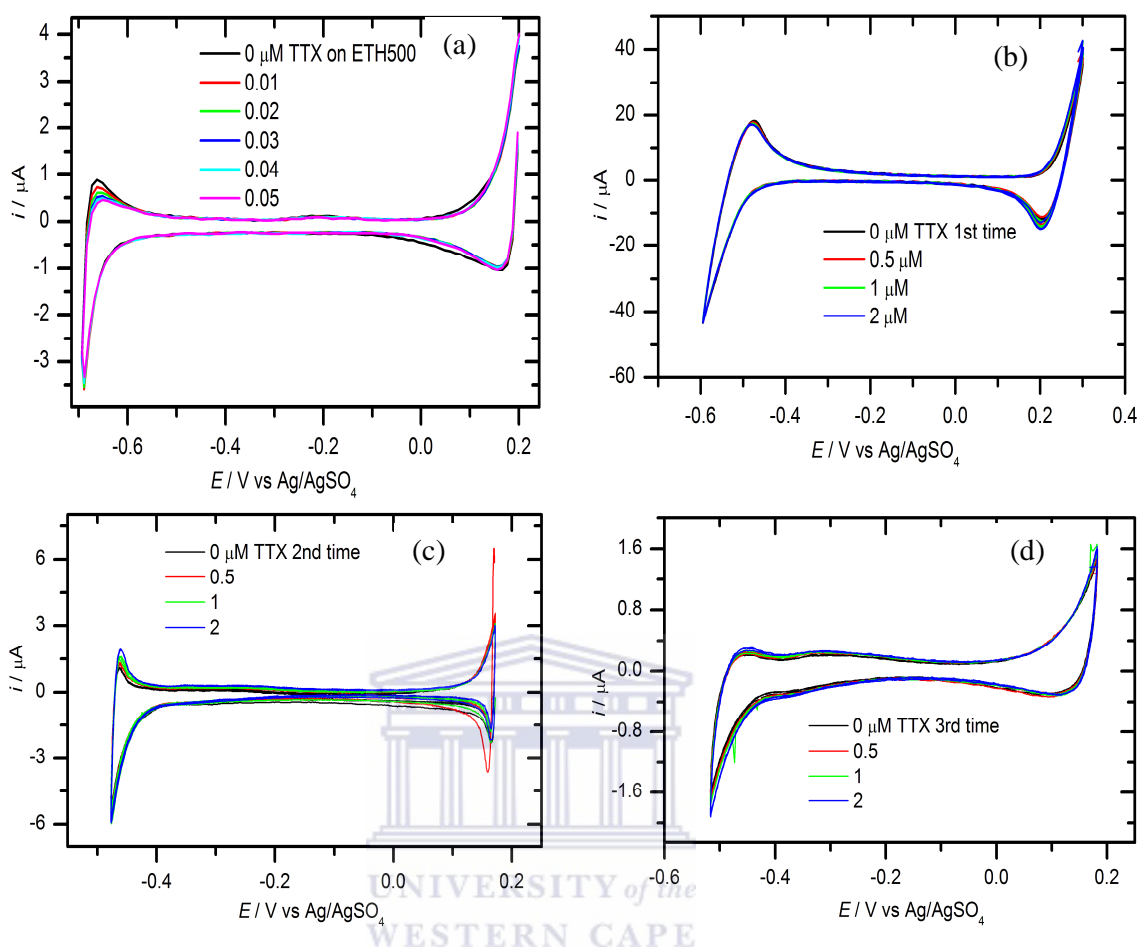 (a)
0 μM TTX on ETH500
0.01
0.02
0.03
0.04
0.05
i / μA
4
3
2
1
0
-1
-3
-0.6
-0.4
-0.2
0.0
0.2
E / V vs Ag/AgSO4
(b)
0 μM TTX 1st time
0.5 μM
1 μM
2 μM
i / μA
40
20
0
-20
-40
-60
-0.6
-0.4
-0.2
0.0
0.2
0.4
E / V vs Ag/AgSO4
(c)
0 μM TTX 2nd time
0.5
1
2
i / μA
6
3
0
-3
-6
-0.4
-0.2
0.0
0.2
E / V vs Ag/AgSO4
(d)
0 μM TTX 3rd time
0.5
1
2
i / μA
1.6
0.8
0.0
-0.8
-1.6
-0.6
-0.4
-0.2
0.0
0.2
E / V vs Ag/AgSO4
UNIVERSITY of the
WESTERN CAPE